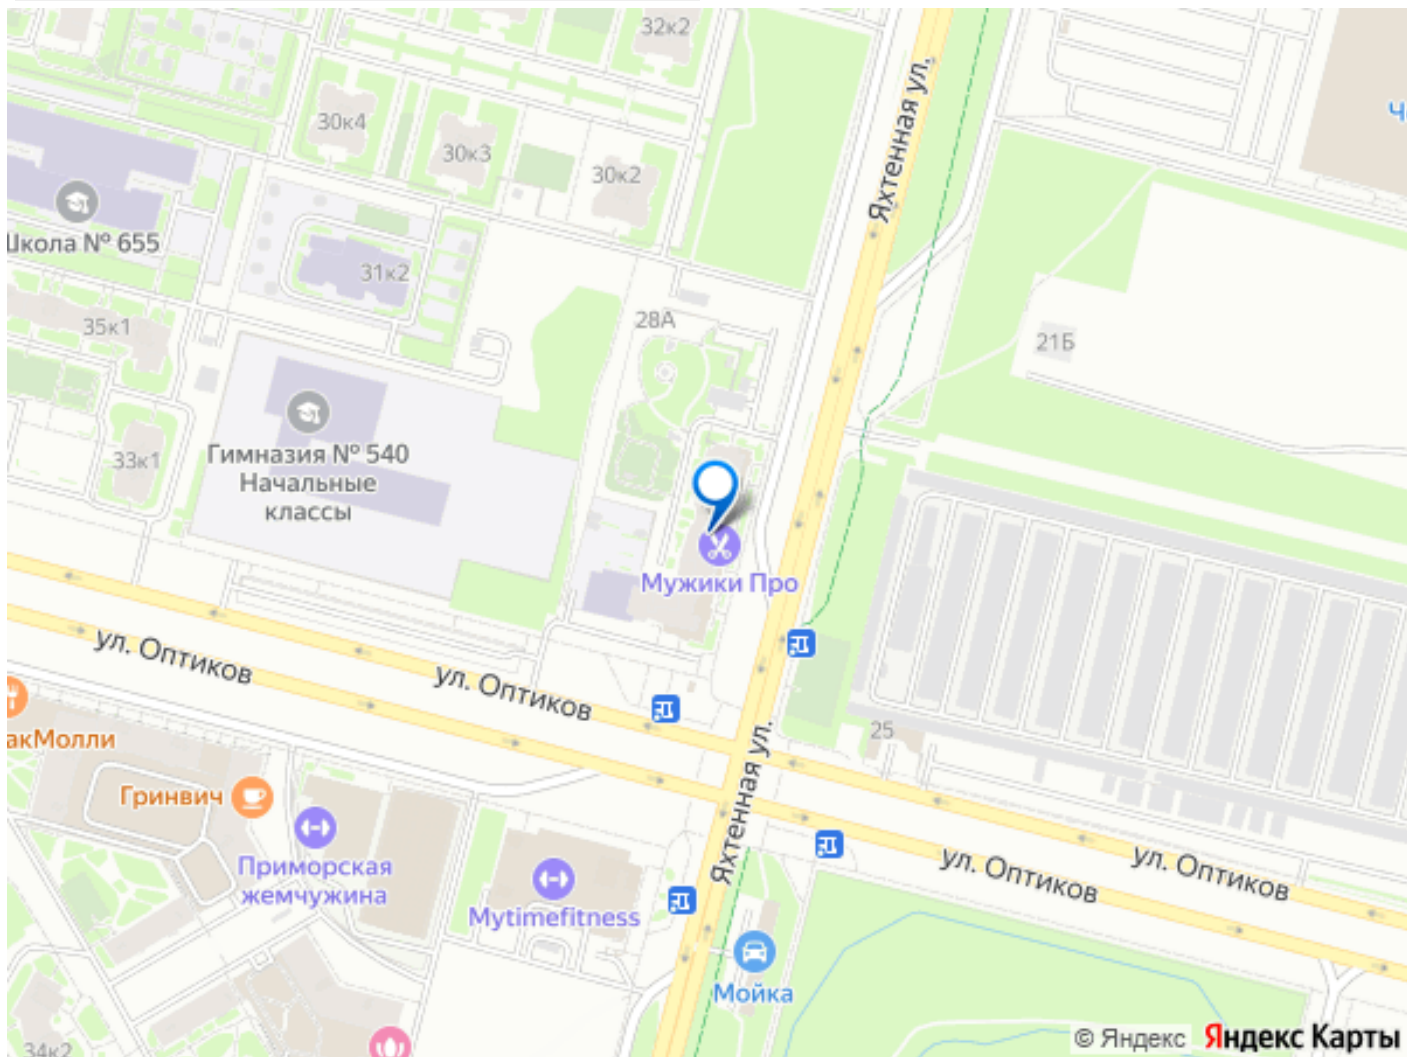 32к2
Яхтенная ул.
30к4
30к3
30к2
Школа № 655
31к2
28А
35к1
21Б
Гимназия № 540
Начальные
классы
33к1
Мужики Про
ул. Оптиков
ул. Оптиков
25
акМолли
Яхтенная ул.
Гринвич
Приморская
жемчужина
Mytimefitness
ул. Оптиков
ул. Оптиков
Мойка
34к2
© Яндекс Яндекс Карты